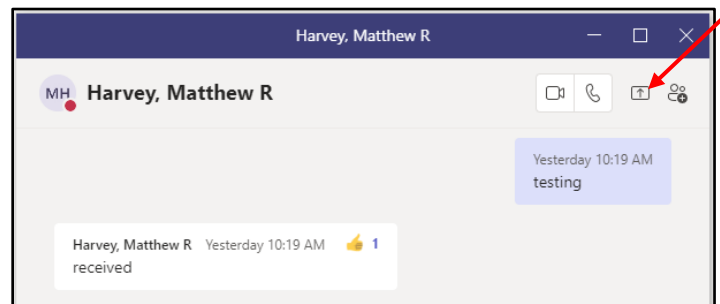 Harvey, Matthew R
MH Harvey, Matthew R
Yesterday 10:19 AM
testing
Harvey, Matthew R Yesterday 10:19 AM 1
received